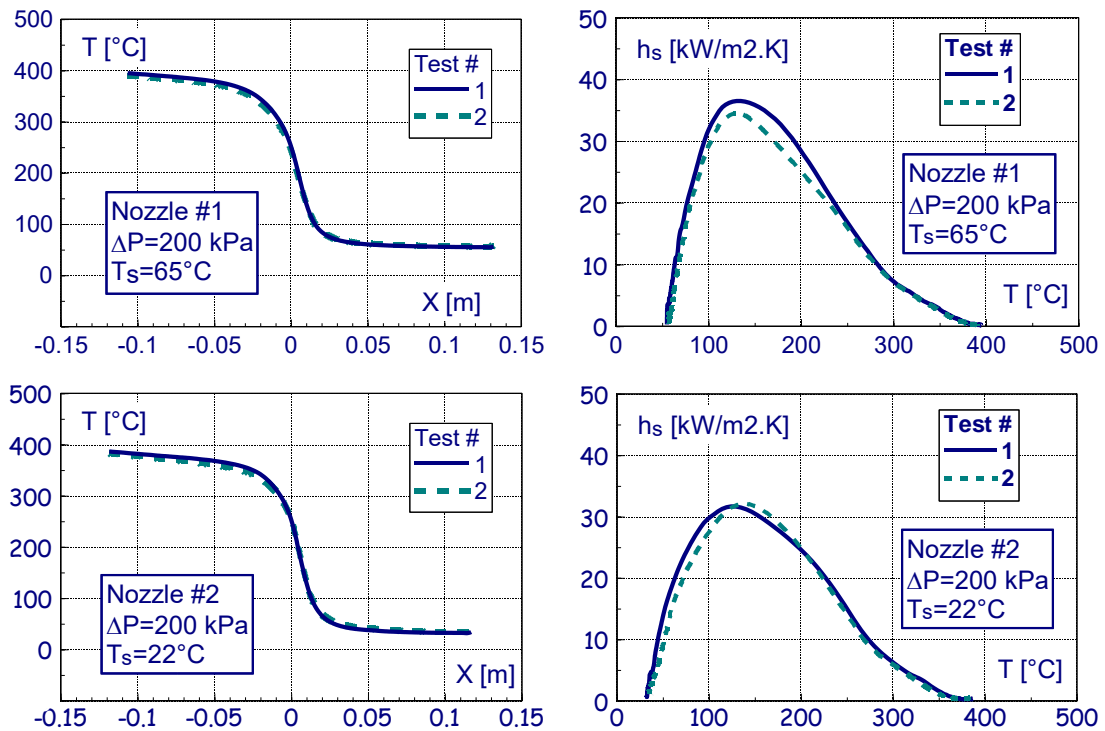 500
400
300
200
100
0
T [°C]
Test #
1
2
Nozzle #1
ΔP=200 kPa
Ts=65°C
X [m]
-0.15 -0.1 -0.05 0 0.05 0.1 0.15
50
40
30
20
10
0
hs [kW/m2.K]
Test #
1
2
Nozzle #1
ΔP=200 kPa
Ts=65°C
T [°C]
0 100 200 300 400 500
500
400
300
200
100
0
T [°C]
Test #
1
2
Nozzle #2
ΔP=200 kPa
Ts=22°C
X [m]
-0.15 -0.1 -0.05 0 0.05 0.1 0.15
50
40
30
20
10
0
hs [kW/m2.K]
Test #
1
2
Nozzle #2
ΔP=200 kPa
Ts=22°C
T [°C]
0 100 200 300 400 500